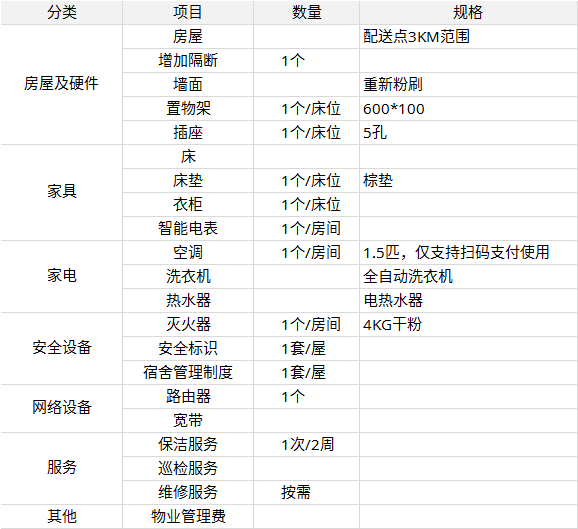 分类 项目 数量 规格
房屋及硬件 房屋 配送点3KM范围
增加隔断 1个
墙面 重新粉刷
置物架 1个/床位 600*100
插座 1个/床位 5孔
家具 床
床垫 1个/床位 棕垫
衣柜 1个/床位
智能电表 1个/房间
家电 空调 1个/房间 1.5匹，仅支持扫码支付使用
洗衣机 全自动洗衣机
热水器 电热水器
安全设备 灭火器 1个/房间 4KG干粉
安全标识 1套/屋
宿舍管理制度 1套/屋
网络设备 路由器 1个
宽带
服务 保洁服务 1次/2周
巡检服务
维修服务 按需
其他 物业管理费